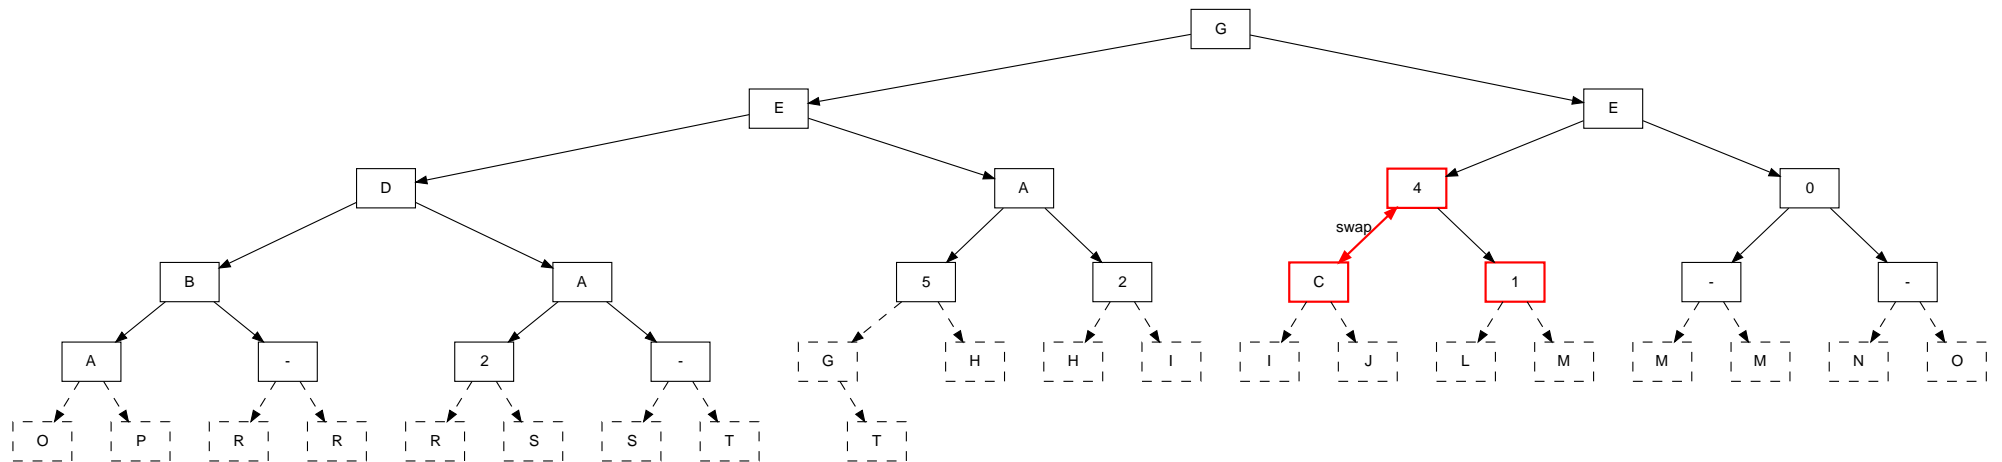 G
E E
D A 4 0
swap
B A 5 2 C 1 - -
A - 2 - G H H I I J L M M M N O
O P R R R S S T T